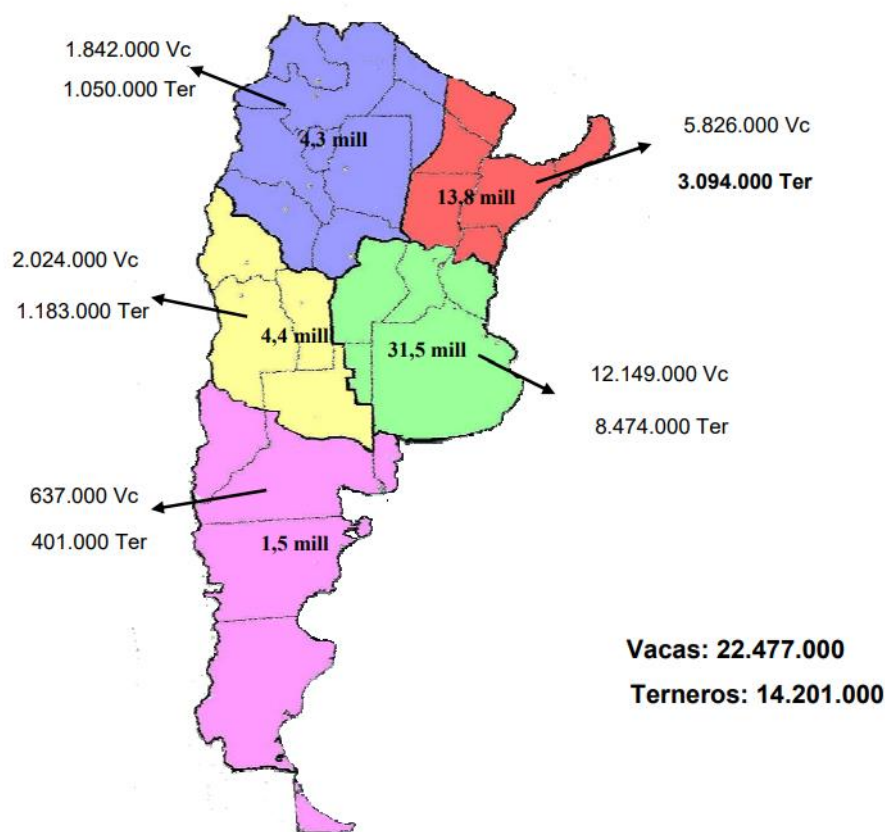 1.842.000 Vc
1.050.000 Ter
4,3 mill
5.826.000 Vc
3.094.000 Ter
13,8 mill
2.024.000 Vc
1.183.000 Ter
4,4 mill
31,5 mill
12.149.000 Vc
8.474.000 Ter
637.000 Vc
401.000 Ter
1,5 mill
Vacas: 22.477.000
Terneros: 14.201.000